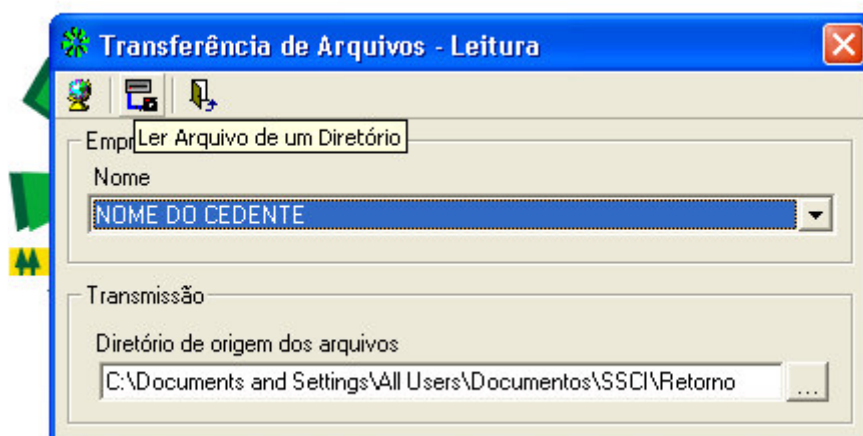 Transferência de Arquivos - Leitura
Ler Arquivo de um Diretório
Nome
NOME DO CEDENTE
Transmissão
Diretório de origem dos arquivos
C:\Documents and Settings\All Users\Documentos\SSCI\Retorno
...